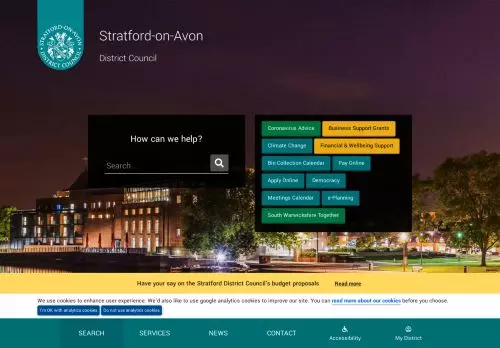 STRATFORD-ON-AVON
DISTRICT COUNCIL
Stratford-on-Avon
District Council
How can we help?
Search...
Coronavirus Advice
Business Support Grants
Climate Change
Financial & Wellbeing Support
Bin Collection Calendar
Pay Online
Apply Online
Democracy
Meetings Calendar
e-Planning
South Warwickshire Together
Have your say on the Stratford District Council's budget proposals Read more
We use cookies to enhance user experience. We'd also like to use google analytics cookies to improve our site. You can read more about our cookies before you choose.
I'm OK with analytics cookies Do not use analytics cookies
SEARCH SERVICES NEWS CONTACT Accessibility My District